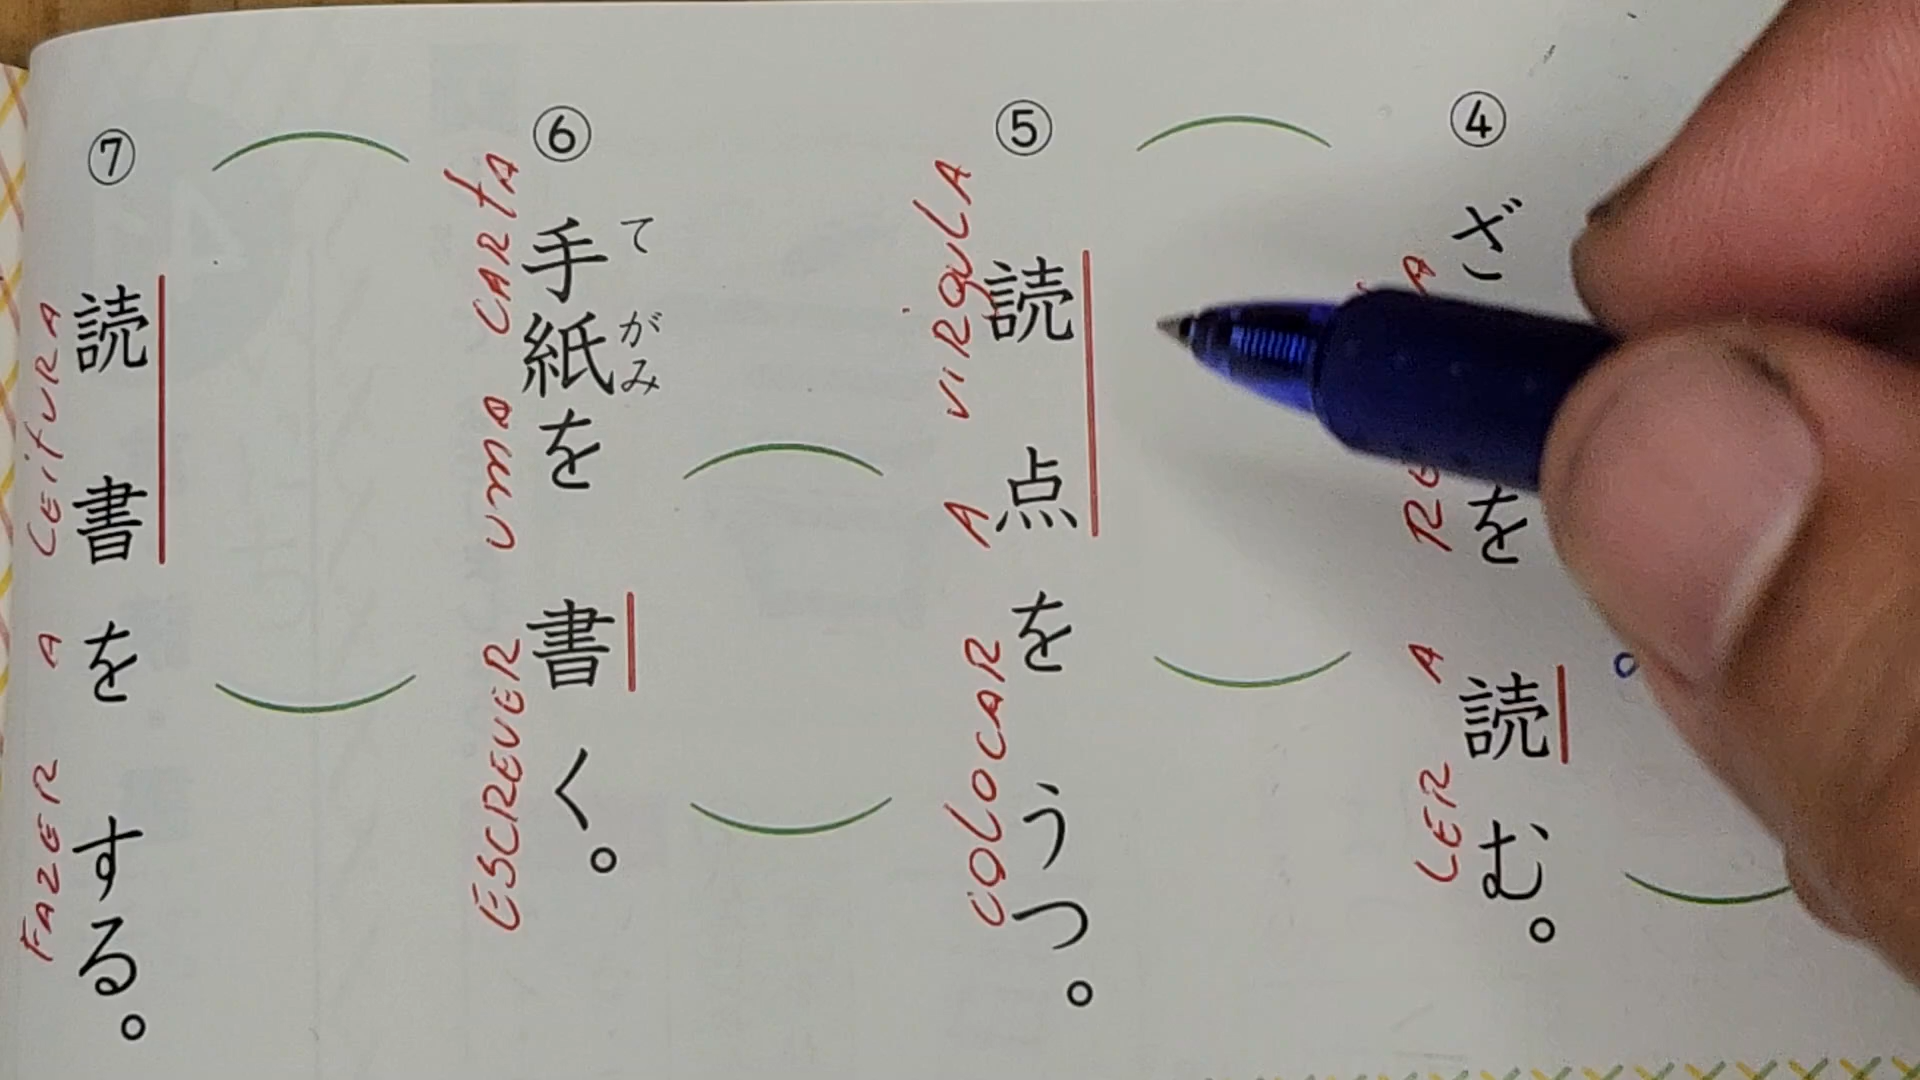 ④ ざ を読む。
LER A
⑤ 読点をうつ。
COLOCAR A VIRGULA
⑥ 手紙を書く。
てがみ
ESCREVER UMA CARTA
⑦ 読書をする。
FAZER A LEITURA